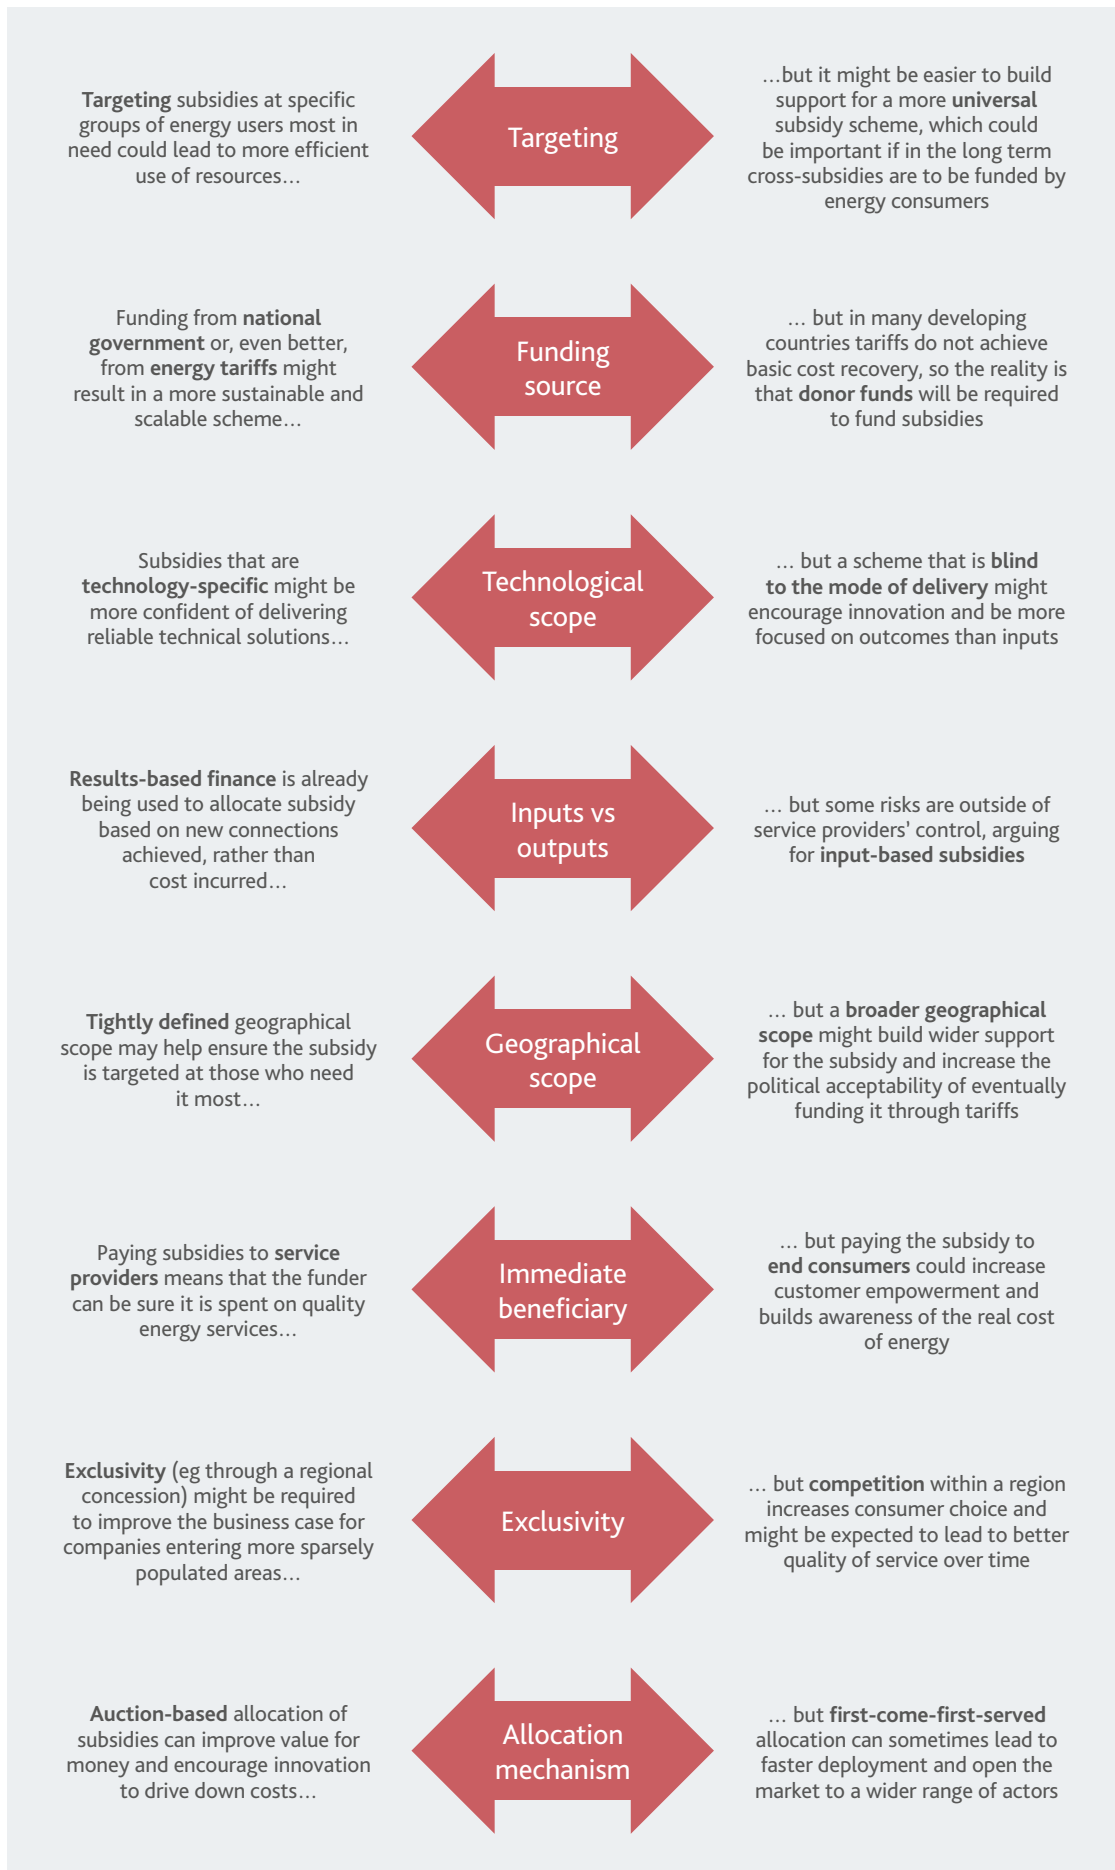 Targeting subsidies at specific
groups of energy users most in
need could lead to more efficient
use of resources…
Targeting
…but it might be easier to build
support for a more universal
subsidy scheme, which could
be important if in the long term
cross-subsidies are to be funded by
energy consumers
Funding from national
government or, even better,
from energy tariffs might
result in a more sustainable and
scalable scheme…
Funding
source
… but in many developing
countries tariffs do not achieve
basic cost recovery, so the reality is
that donor funds will be required
to fund subsidies
Subsidies that are
technology-specific might be
more confident of delivering
reliable technical solutions…
Technological
scope
… but a scheme that is blind
to the mode of delivery might
encourage innovation and be more
focused on outcomes than inputs
Results-based finance is already
being used to allocate subsidy
based on new connections
achieved, rather than
cost incurred…
Inputs vs
outputs
… but some risks are outside of
service providers' control, arguing
for input-based subsidies
Tightly defined geographical
scope may help ensure the subsidy
is targeted at those who need
it most…
Geographical
scope
… but a broader geographical
scope might build wider support
for the subsidy and increase the
political acceptability of eventually
funding it through tariffs
Paying subsidies to service
providers means that the funder
can be sure it is spent on quality
energy services…
Immediate
beneficiary
… but paying the subsidy to
end consumers could increase
customer empowerment and
builds awareness of the real cost
of energy
Exclusivity (eg through a regional
concession) might be required
to improve the business case for
companies entering more sparsely
populated areas…
Exclusivity
… but competition within a region
increases consumer choice and
might be expected to lead to better
quality of service over time
Auction-based allocation of
subsidies can improve value for
money and encourage innovation
to drive down costs…
Allocation
mechanism
… but first-come-first-served
allocation can sometimes lead to
faster deployment and open the
market to a wider range of actors